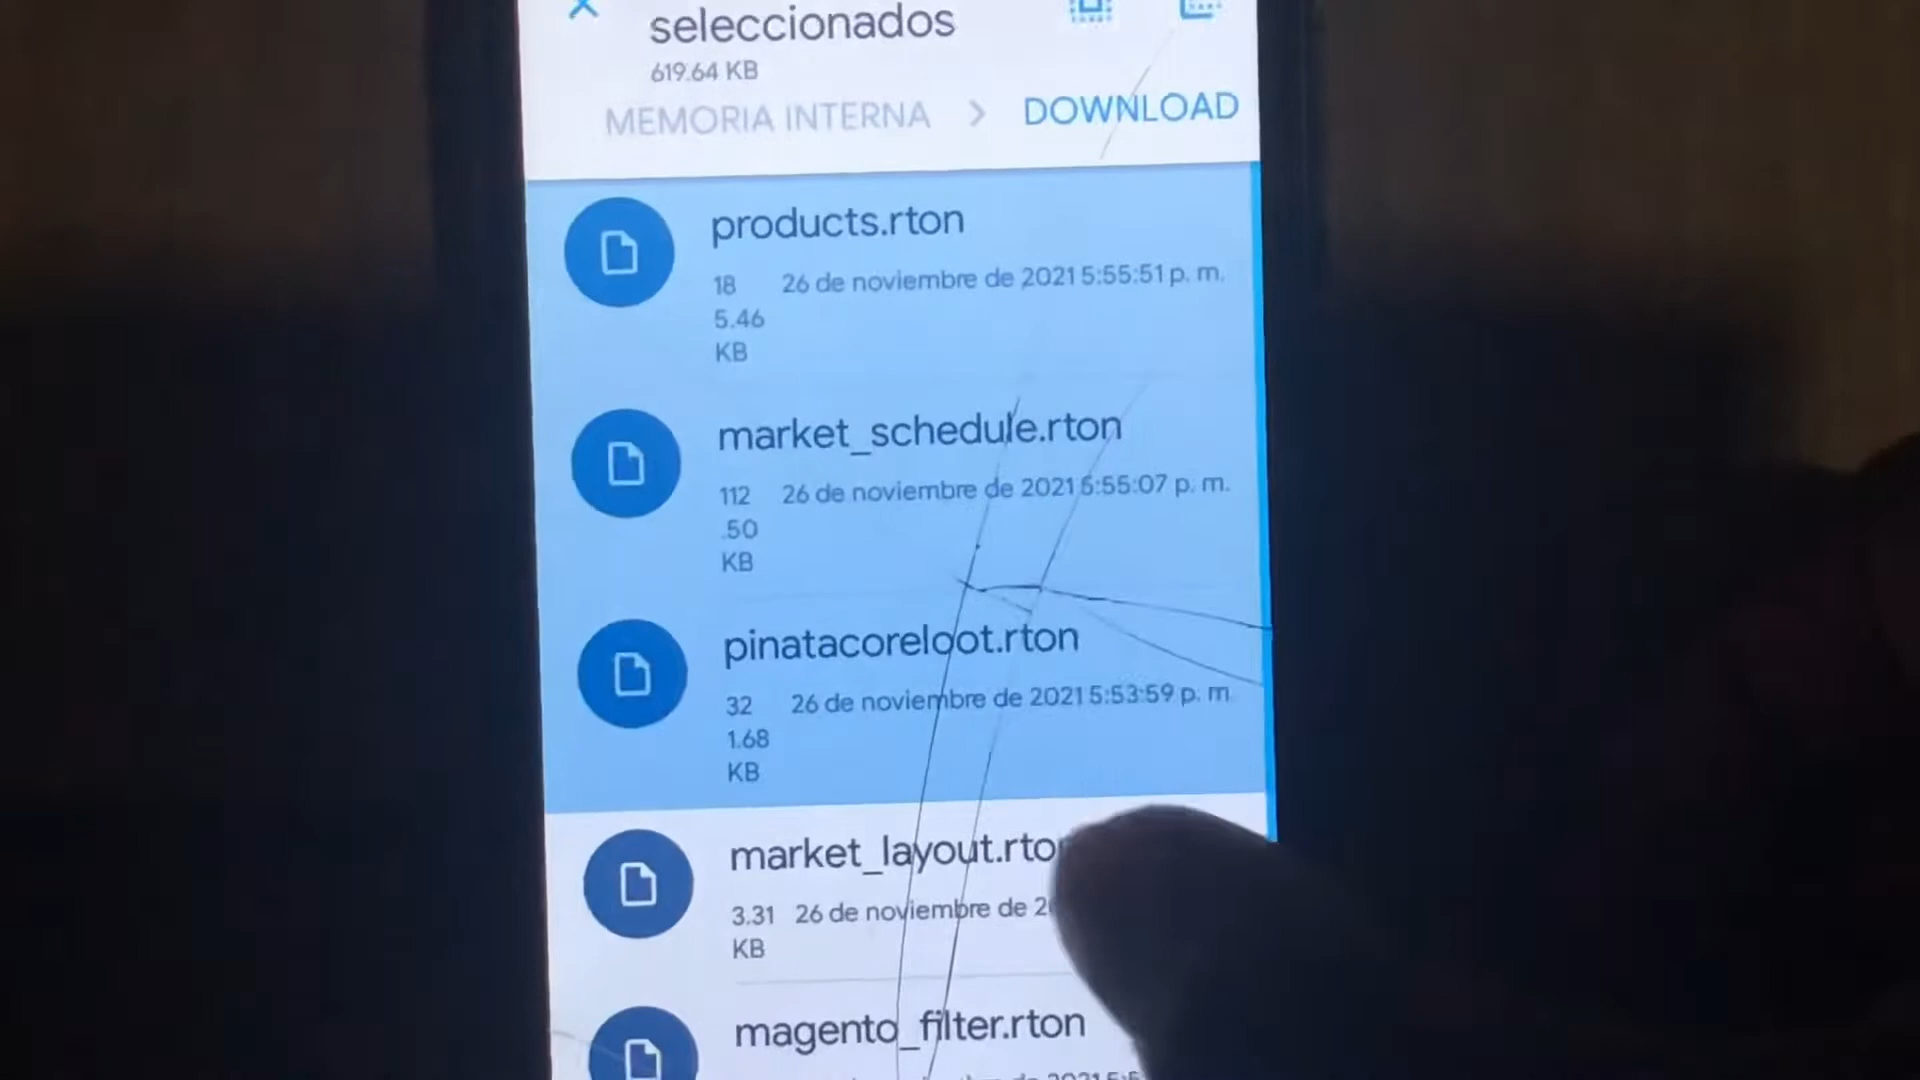 seleccionados
619.64 KB
MEMORIA INTERNA > DOWNLOAD
products.rton
18 26 de noviembre de 2021 5:55:51 p. m.
5.46
KB
market_schedule.rton
112 26 de noviembre de 2021 5:55:07 p. m.
.50
KB
pinatacoreloot.rton
32 26 de noviembre de 2021 5:53:59 p. m.
1.68
KB
market_layout.rton
3.31 26 de noviembre de 2
KB
magento_filter.rton